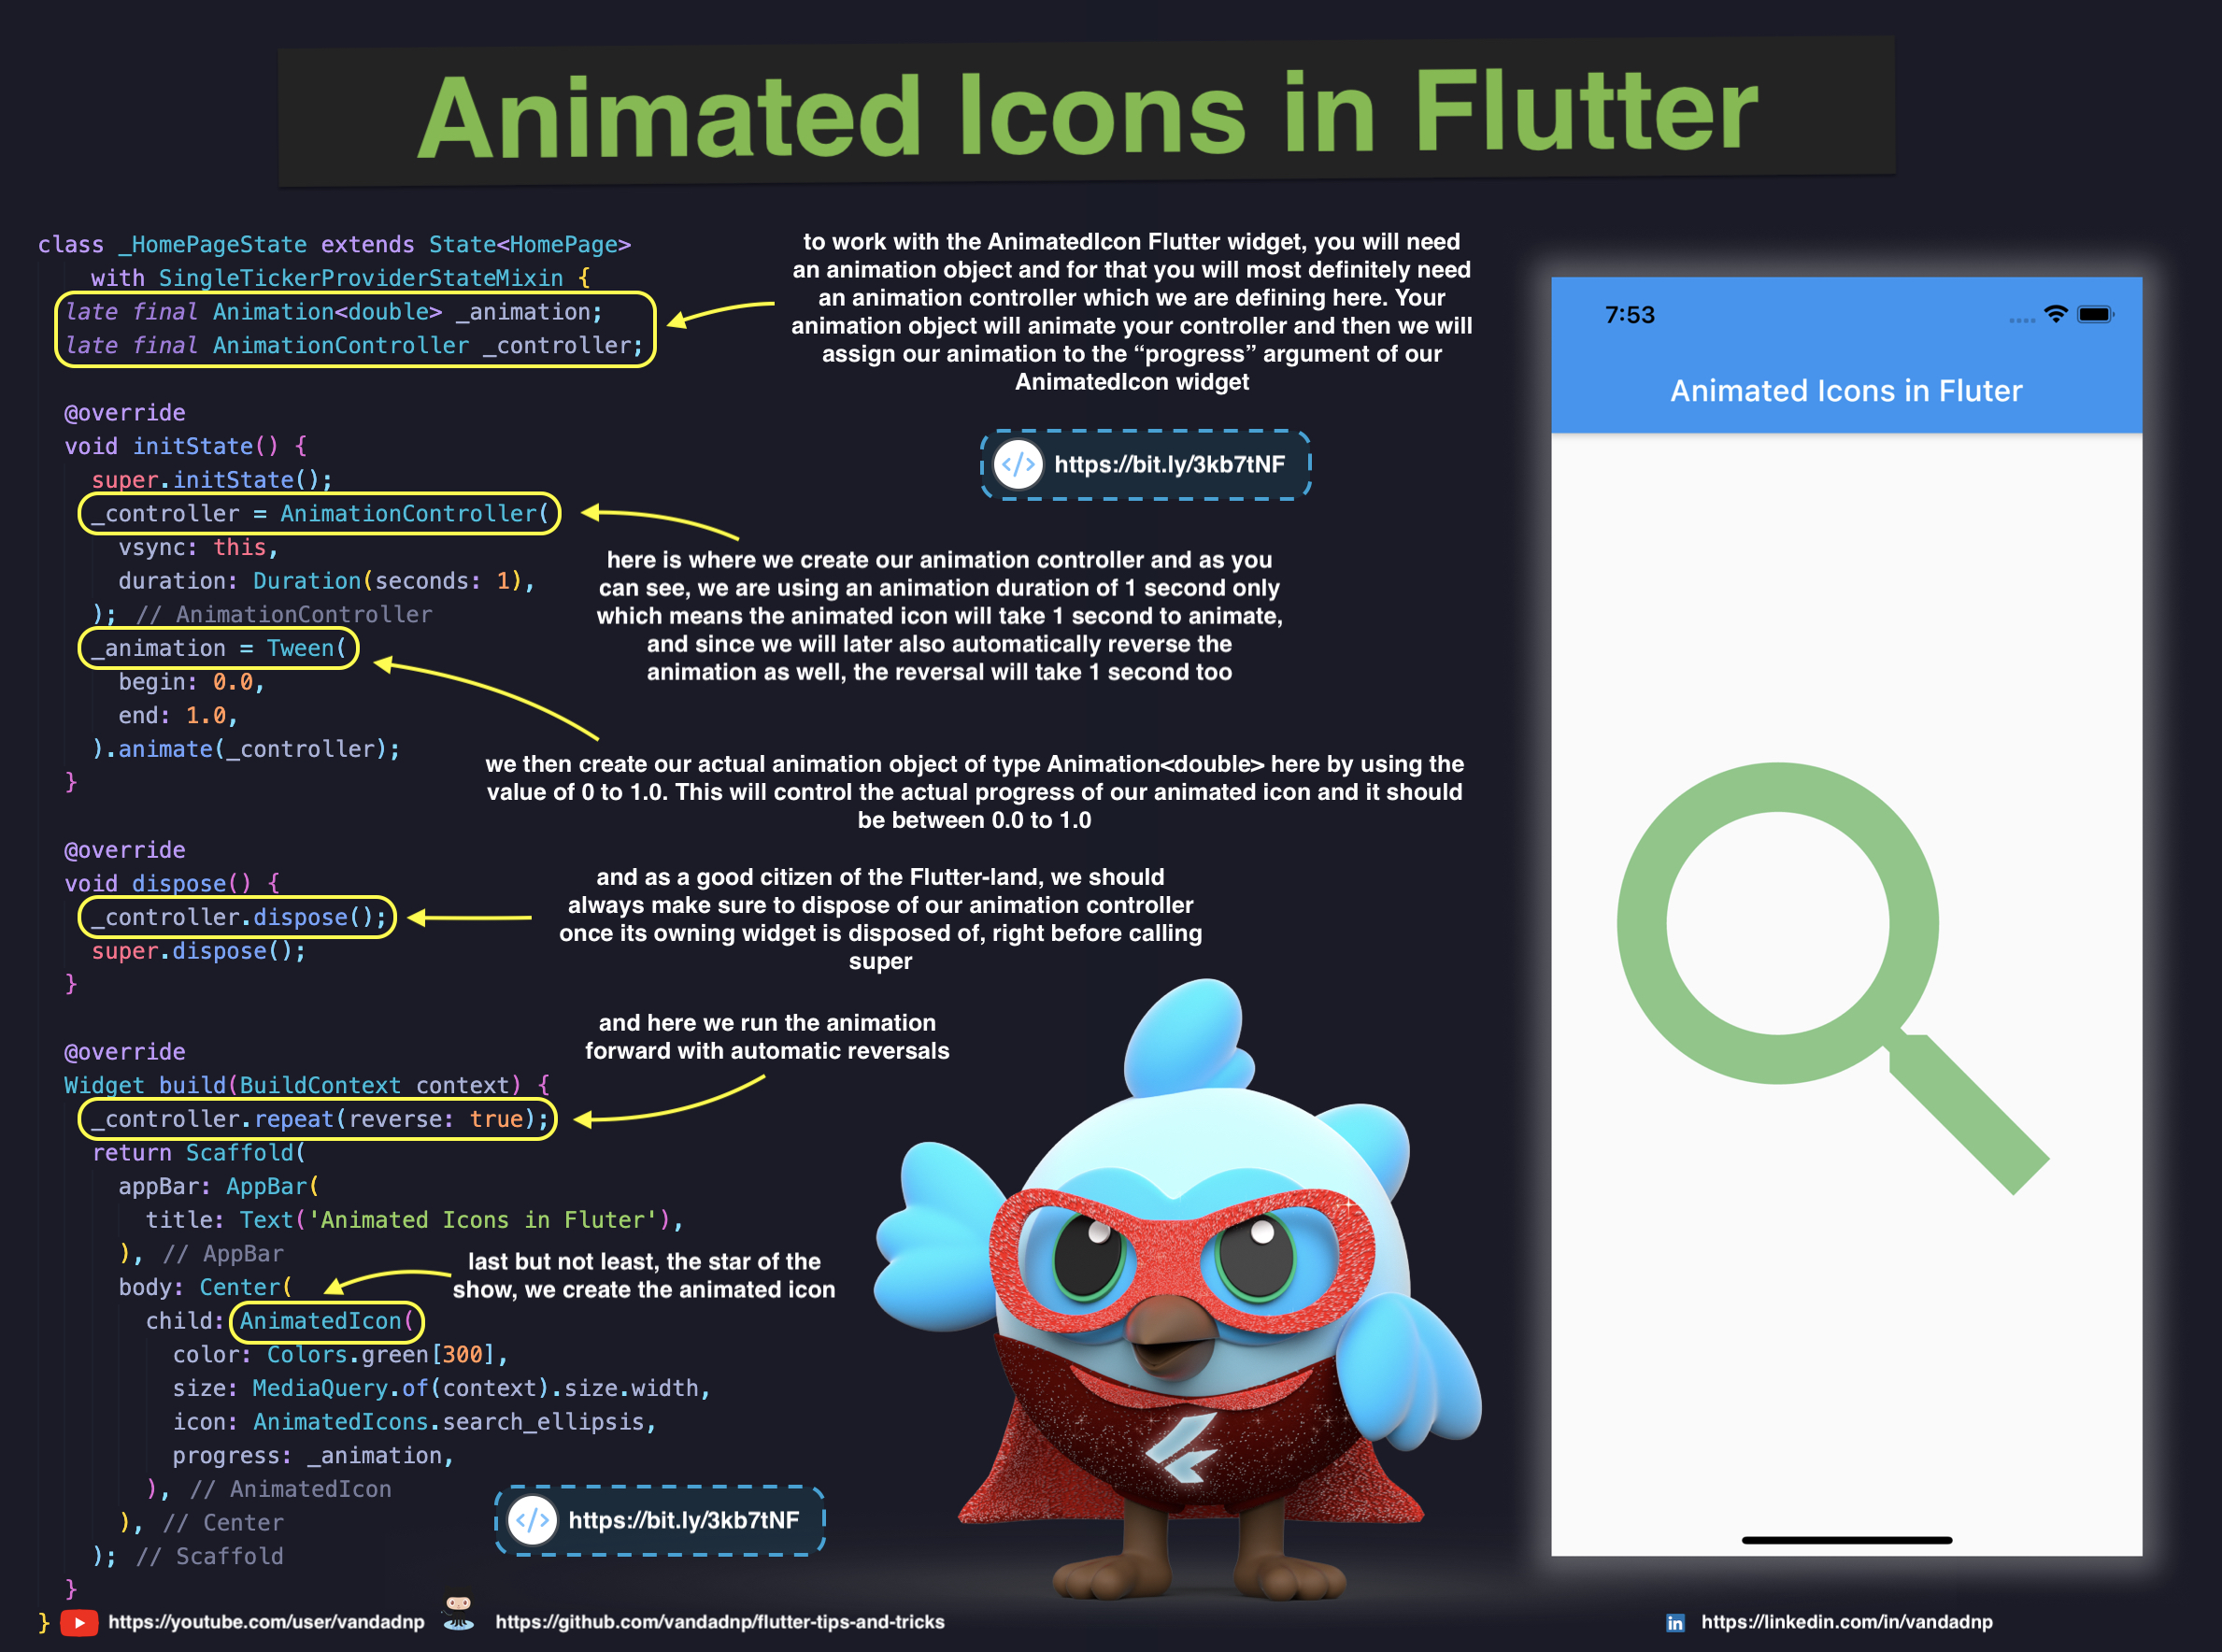 Animated Icons in Flutter
class _HomePageState extends State<HomePage>
with SingleTickerProviderStateMixin {
late final Animation<double> _animation;
late final AnimationController _controller;
@override
void initState() {
super.initState();
_controller = AnimationController(
vsync: this,
duration: Duration(seconds: 1),
); // AnimationController
_animation = Tween(
begin: 0.0,
end: 1.0,
).animate(_controller);
}
@override
void dispose() {
_controller.dispose();
super.dispose();
}
@override
Widget build(BuildContext context) {
_controller.repeat(reverse: true);
return Scaffold(
appBar: AppBar(
title: Text('Animated Icons in Fluter'),
), // AppBar
body: Center(
child: AnimatedIcon(
color: Colors.green[300],
size: MediaQuery.of(context).size.width,
icon: AnimatedIcons.search_ellipsis,
progress: _animation,
), // AnimatedIcon
), // Center
); // Scaffold
}
}
to work with the AnimatedIcon Flutter widget, you will need
an animation object and for that you will most definitely need
an animation controller which we are defining here. Your
animation object will animate your controller and then we will
assign our animation to the “progress” argument of our
AnimatedIcon widget
</> https://bit.ly/3kb7tNF
here is where we create our animation controller and as you
can see, we are using an animation duration of 1 second only
which means the animated icon will take 1 second to animate,
and since we will later also automatically reverse the
animation as well, the reversal will take 1 second too
we then create our actual animation object of type Animation<double> here by using the
value of 0 to 1.0. This will control the actual progress of our animated icon and it should
be between 0.0 to 1.0
and as a good citizen of the Flutter-land, we should
always make sure to dispose of our animation controller
once its owning widget is disposed of, right before calling
super
and here we run the animation
forward with automatic reversals
last but not least, the star of the
show, we create the animated icon
</> https://bit.ly/3kb7tNF
7:53
Animated Icons in Fluter
https://youtube.com/user/vandadnp
https://github.com/vandadnp/flutter-tips-and-tricks
in https://linkedin.com/in/vandadnp